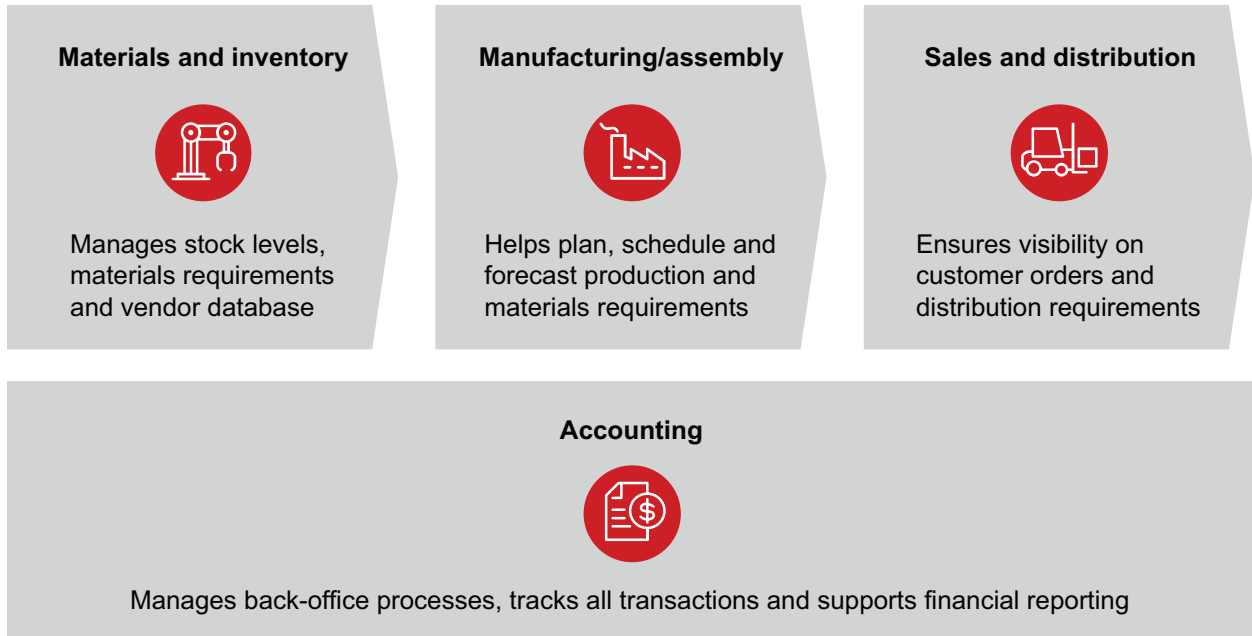 Materials and inventory
Manages stock levels,
materials requirements
and vendor database
Manufacturing/assembly
Helps plan, schedule and
forecast production and
materials requirements
Sales and distribution
Ensures visibility on
customer orders and
distribution requirements
Accounting
$
Manages back-office processes, tracks all transactions and supports financial reporting